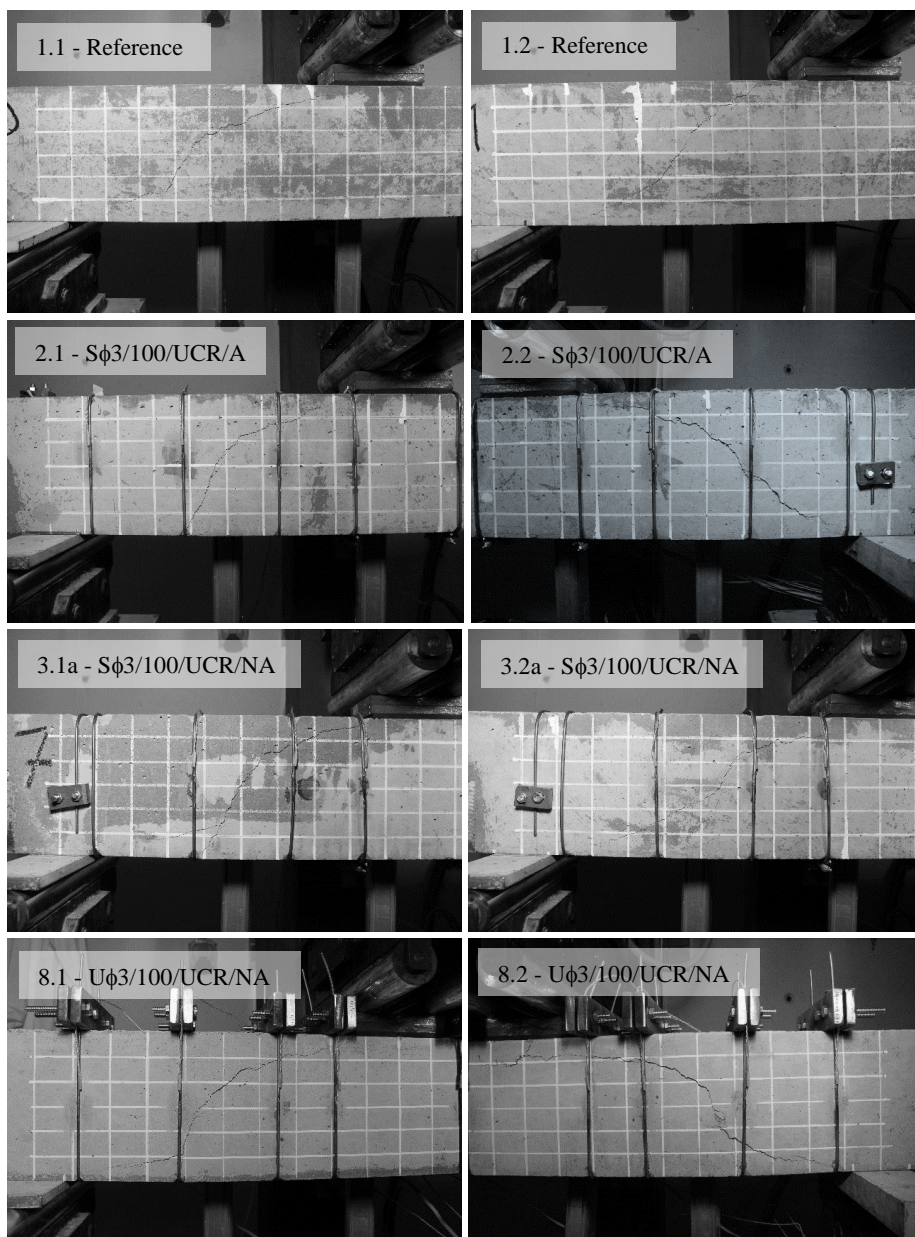 1.1 - Reference
1.2 - Reference
2.1 - Sϕ3/100/UCR/A
2.2 - Sϕ3/100/UCR/A
3.1a - Sϕ3/100/UCR/NA
3.2a - Sϕ3/100/UCR/NA
7
8.1 - Uϕ3/100/UCR/NA
8.2 - Uϕ3/100/UCR/NA